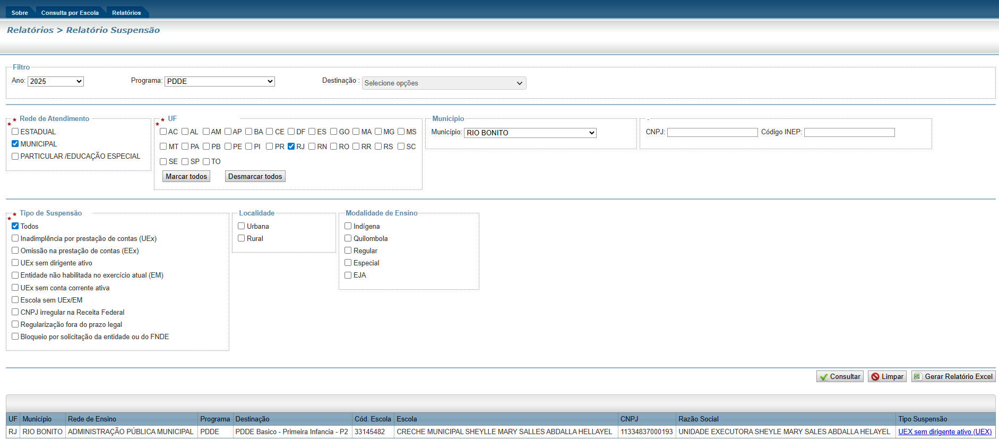 Sobre Consulta por Escola Relatórios
Relatórios > Relatório Suspensão
Filtro
Ano: 2025 Programa: PDDE Destinação : Selecione opções
* * Rede de Atendimento
ESTADUAL
MUNICIPAL
PARTICULAR /EDUCAÇÃO ESPECIAL
* * UF
AC AL AM AP BA CE DF ES GO MA MG MS
MT PA PB PE PI PR RJ RN RO RR RS SC
SE SP TO
Marcar todos Desmarcar todos
Município
Município: RIO BONITO
-
CNPJ: Código INEP:
* * Tipo de Suspensão
Todos
Inadimplência por prestação de contas (UEx)
Omissão na prestação de contas (EEx)
UEx sem dirigente ativo
Entidade não habilitada no exercício atual (EM)
UEx sem conta corrente ativa
Escola sem UEx/EM
CNPJ irregular na Receita Federal
Regularização fora do prazo legal
Bloqueio por solicitação da entidade ou do FNDE
Localidade
Urbana
Rural
Modalidade de Ensino
Indígena
Quilombola
Regular
Especial
EJA
Consultar Limpar Gerar Relatório Excel
UF Município Rede de Ensino Programa Destinação Cód. Escola Escola CNPJ Razão Social Tipo Suspensão
RJ RIO BONITO ADMINISTRAÇÃO PÚBLICA MUNICIPAL PDDE PDDE Basico - Primeira Infancia - P2 33145482 CRECHE MUNICIPAL SHEYLLE MARY SALLES ABDALLA HELLAYEL 11334837000193 UNIDADE EXECUTORA SHEYLE MARY SALES ABDALLA HELAYEL UEX sem dirigente ativo (UEX)